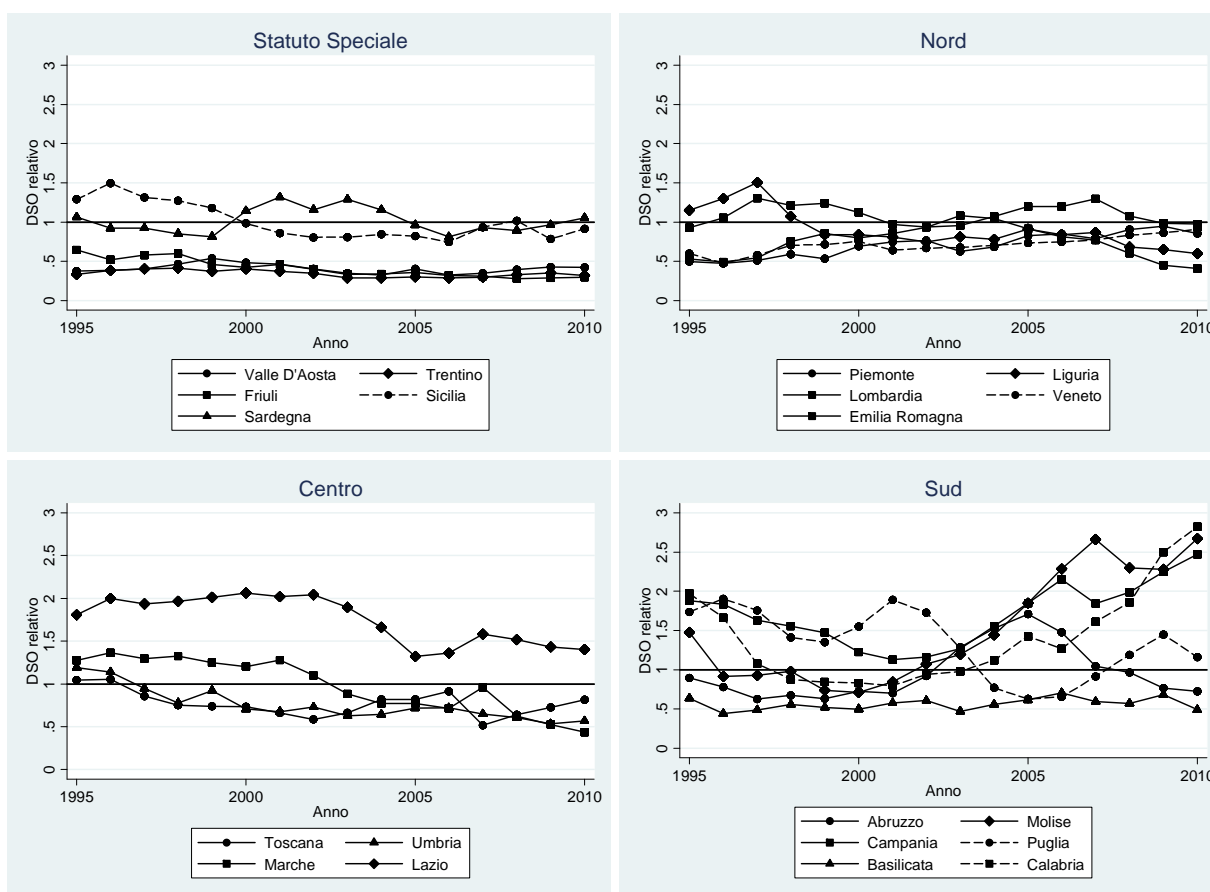 Statuto Speciale
3
2.5
2
1.5
1
.5
0
DSO relativo
1995 2000 2005 2010
Anno
Valle D'Aosta Trentino
Friuli Sicilia
Sardegna
Nord
3
2.5
2
1.5
1
.5
0
DSO relativo
1995 2000 2005 2010
Anno
Piemonte Liguria
Lombardia Veneto
Emilia Romagna
Centro
3
2.5
2
1.5
1
.5
0
DSO relativo
1995 2000 2005 2010
Anno
Toscana Umbria
Marche Lazio
Sud
3
2.5
2
1.5
1
.5
0
DSO relativo
1995 2000 2005 2010
Anno
Abruzzo Molise
Campania Puglia
Basilicata Calabria